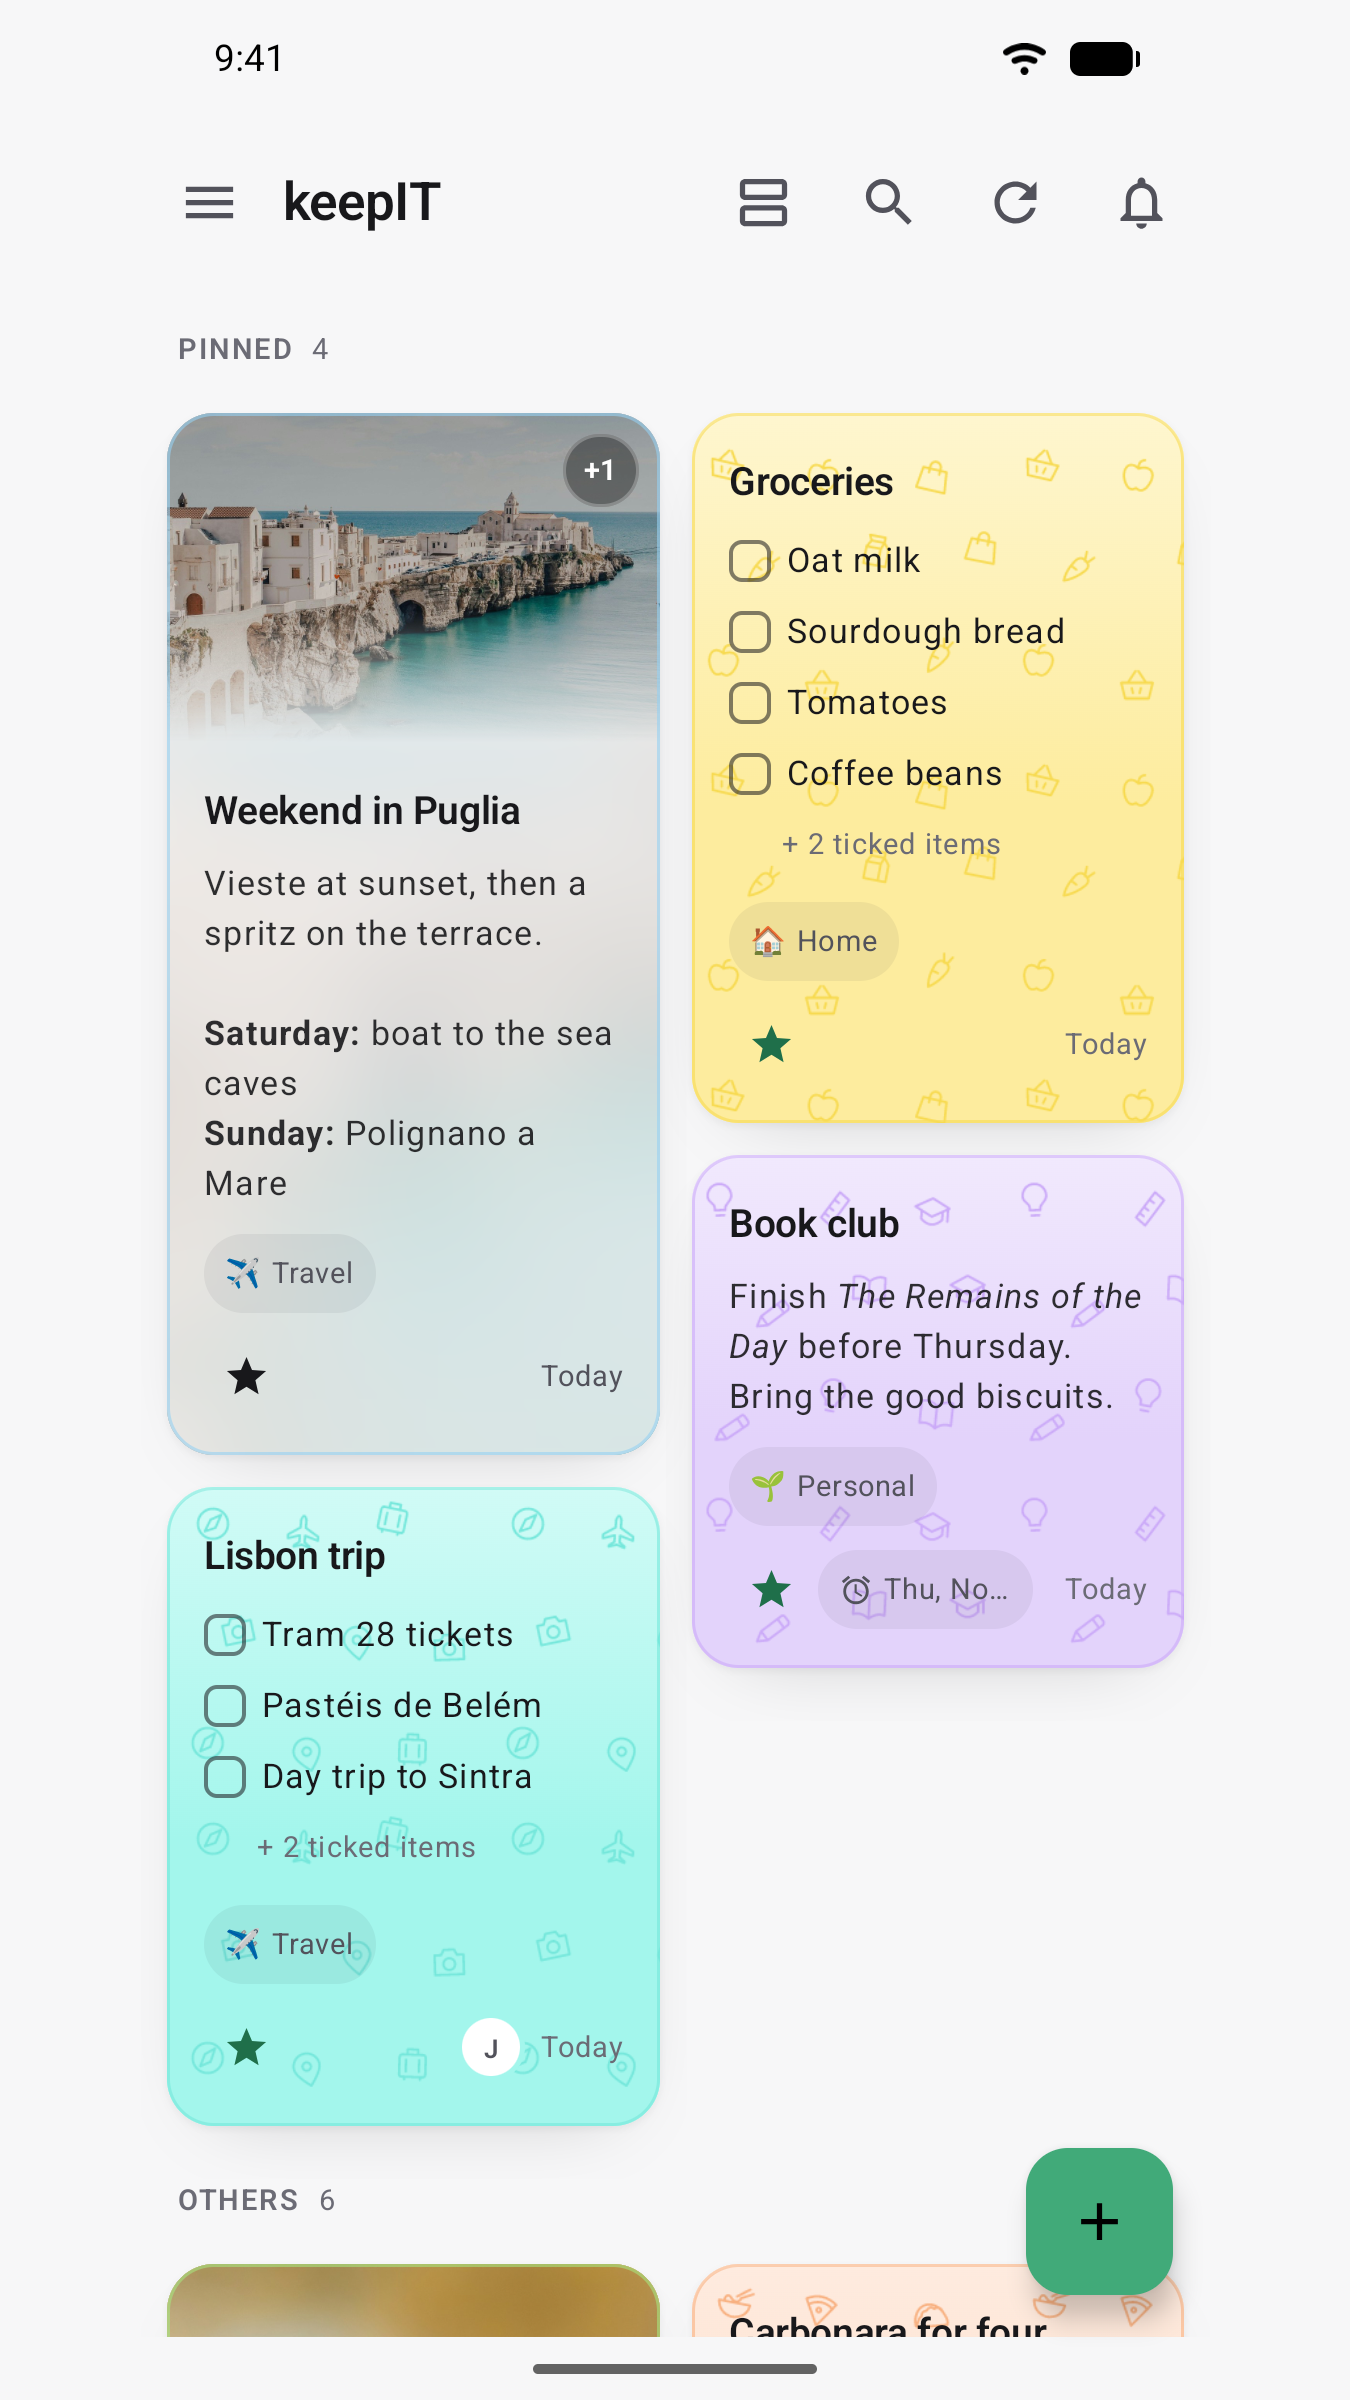 9:41
keepIT
PINNED 4
+1
Weekend in Puglia
Vieste at sunset, then a
spritz on the terrace.
Saturday: boat to the sea
caves
Sunday: Polignano a
Mare
Travel
Today
Groceries
Oat milk
Sourdough bread
Tomatoes
Coffee beans
+ 2 ticked items
Home
Today
Book club
Finish The Remains of the
Day before Thursday.
Bring the good biscuits.
Personal
Thu, No...
Today
Lisbon trip
Tram 28 tickets
Pastéis de Belém
Day trip to Sintra
+ 2 ticked items
Travel
J
Today
OTHERS 6
Carbonara for four